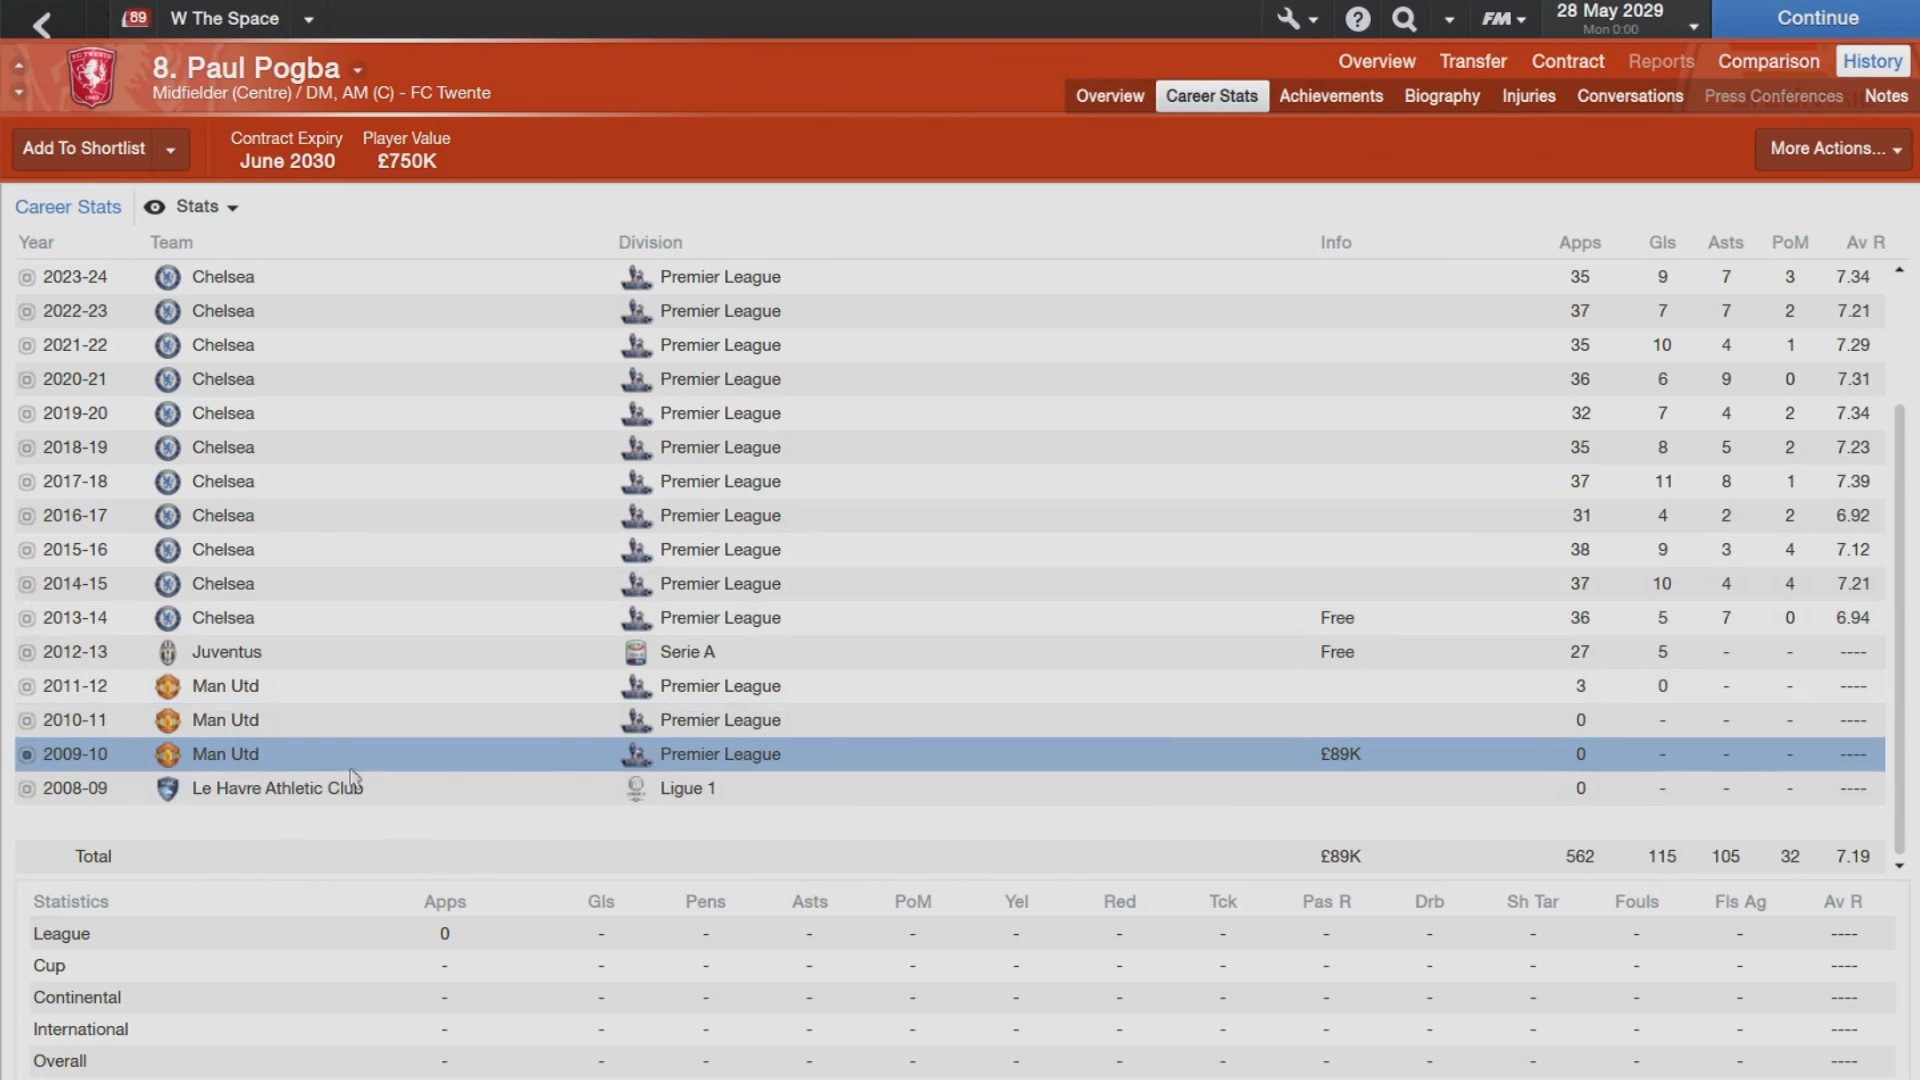 89 W The Space FM 28 May 2029 Continue
Mon 0:00
8. Paul Pogba
Midfielder (Centre) / DM, AM (C) - FC Twente
Overview Transfer Contract Reports Comparison History
Overview Career Stats Achievements Biography Injuries Conversations Press Conferences Notes
Add To Shortlist Contract Expiry Player Value More Actions...
June 2030 £750K
Career Stats Stats
Year Team Division Info Apps Gls Asts PoM Av R
2023-24 Chelsea Premier League 35 9 7 3 7.34
2022-23 Chelsea Premier League 37 7 7 2 7.21
2021-22 Chelsea Premier League 35 10 4 1 7.29
2020-21 Chelsea Premier League 36 6 9 0 7.31
2019-20 Chelsea Premier League 32 7 4 2 7.34
2018-19 Chelsea Premier League 35 8 5 2 7.23
2017-18 Chelsea Premier League 37 11 8 1 7.39
2016-17 Chelsea Premier League 31 4 2 2 6.92
2015-16 Chelsea Premier League 38 9 3 4 7.12
2014-15 Chelsea Premier League 37 10 4 4 7.21
2013-14 Chelsea Premier League Free 36 5 7 0 6.94
2012-13 Juventus Serie A Free 27 5 - - ----
2011-12 Man Utd Premier League 3 0 - - ----
2010-11 Man Utd Premier League 0 - - - ----
2009-10 Man Utd Premier League £89K 0 - - - ----
2008-09 Le Havre Athletic Club Ligue 1 0 - - - ----
Total £89K 562 115 105 32 7.19
Statistics Apps Gls Pens Asts PoM Yel Red Tck Pas R Drb Sh Tar Fouls Fls Ag Av R
League 0 - - - - - - - - - - - - ----
Cup - - - - - - - - - - - - - ----
Continental - - - - - - - - - - - - - ----
International - - - - - - - - - - - - - ----
Overall - - - - - - - - - - - - - ----